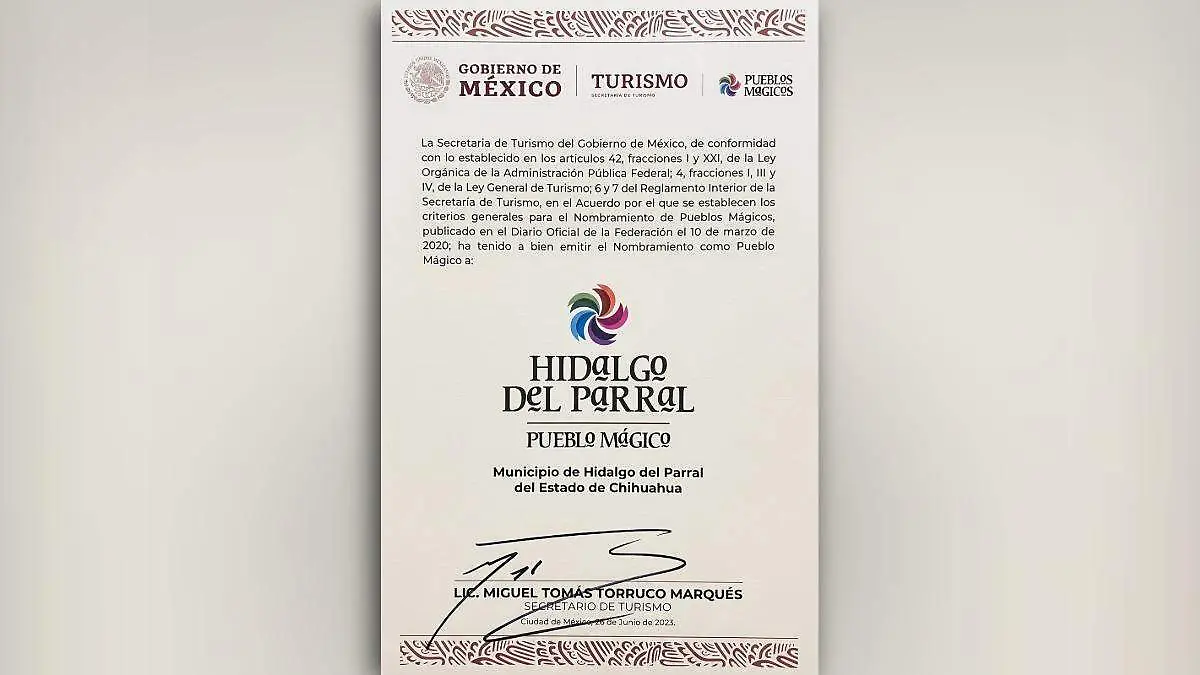 GOBIERNO DE
MÉXICO
TURISMO
SECRETARÍA DE TURISMO
PUEBLOS
MÁGICOS
La Secretaria de Turismo del Gobierno de México, de conformidad
con lo establecido en los artículos 42, fracciones I y XXI, de la Ley
Orgánica de la Administración Pública Federal; 4, fracciones I, III y
IV, de la Ley General de Turismo; 6 y 7 del Reglamento Interior de la
Secretaría de Turismo, en el Acuerdo por el que se establecen los
criterios generales para el Nombramiento de Pueblos Mágicos,
publicado en el Diario Oficial de la Federación el 10 de marzo de
2020; ha tenido a bien emitir el Nombramiento como Pueblo
Mágico a:
HIDALGO
DEL PARRAL
PUEBLO MÁGICO
Municipio de Hidalgo del Parral
del Estado de Chihuahua
LIC. MIGUEL TOMÁS TORRUCO MARQUÉS
SECRETARIO DE TURISMO
Ciudad de México, 26 de Junio de 2023.